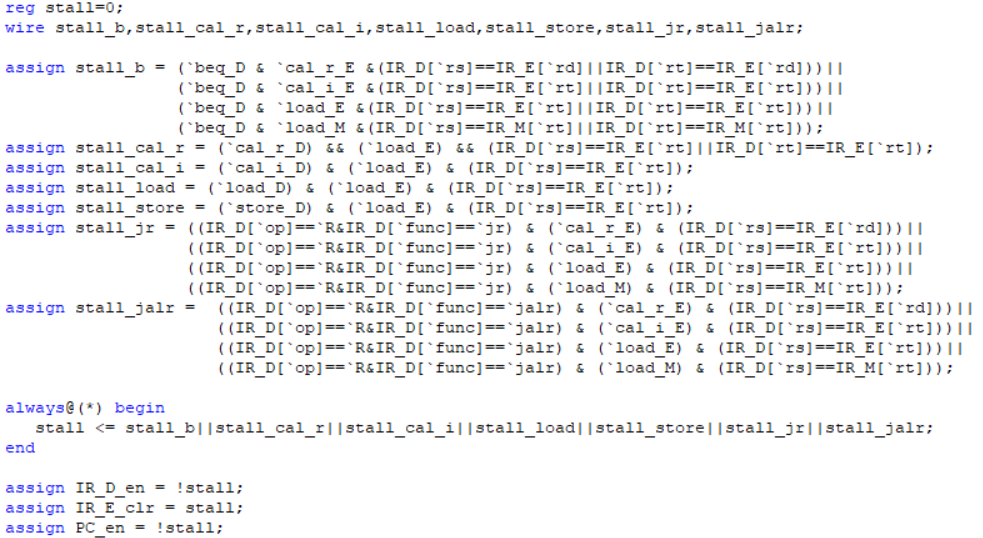 reg stall=0;
wire stall_b,stall_cal_r,stall_cal_i,stall_load,stall_store,stall_jr,stall_jalr;
assign stall_b = (`beq_D & `cal_r_E &(IR_D[`rs]==IR_E[`rd]||IR_D[`rt]==IR_E[`rd]))||
(`beq_D & `cal_i_E &(IR_D[`rs]==IR_E[`rt]||IR_D[`rt]==IR_E[`rt]))||
(`beq_D & `load_E &(IR_D[`rs]==IR_E[`rt]||IR_D[`rt]==IR_E[`rt]))||
(`beq_D & `load_M &(IR_D[`rs]==IR_M[`rt]||IR_D[`rt]==IR_M[`rt]));
assign stall_cal_r = (`cal_r_D) && (`load_E) && (IR_D[`rs]==IR_E[`rt]||IR_D[`rt]==IR_E[`rt]);
assign stall_cal_i = (`cal_i_D) & (`load_E) & (IR_D[`rs]==IR_E[`rt]);
assign stall_load = (`load_D) & (`load_E) & (IR_D[`rs]==IR_E[`rt]);
assign stall_store = (`store_D) & (`load_E) & (IR_D[`rs]==IR_E[`rt]);
assign stall_jr = ((IR_D[`op]==`R&IR_D[`func]==`jr) & (`cal_r_E) & (IR_D[`rs]==IR_E[`rd]))||
((IR_D[`op]==`R&IR_D[`func]==`jr) & (`cal_i_E) & (IR_D[`rs]==IR_E[`rt]))||
((IR_D[`op]==`R&IR_D[`func]==`jr) & (`load_E) & (IR_D[`rs]==IR_E[`rt]))||
((IR_D[`op]==`R&IR_D[`func]==`jr) & (`load_M) & (IR_D[`rs]==IR_M[`rt]));
assign stall_jalr = ((IR_D[`op]==`R&IR_D[`func]==`jalr) & (`cal_r_E) & (IR_D[`rs]==IR_E[`rd]))||
((IR_D[`op]==`R&IR_D[`func]==`jalr) & (`cal_i_E) & (IR_D[`rs]==IR_E[`rt]))||
((IR_D[`op]==`R&IR_D[`func]==`jalr) & (`load_E) & (IR_D[`rs]==IR_E[`rt]))||
((IR_D[`op]==`R&IR_D[`func]==`jalr) & (`load_M) & (IR_D[`rs]==IR_M[`rt]));
always@(*) begin
stall <= stall_b||stall_cal_r||stall_cal_i||stall_load||stall_store||stall_jr||stall_jalr;
end
assign IR_D_en = !stall;
assign IR_E_clr = stall;
assign PC_en = !stall;